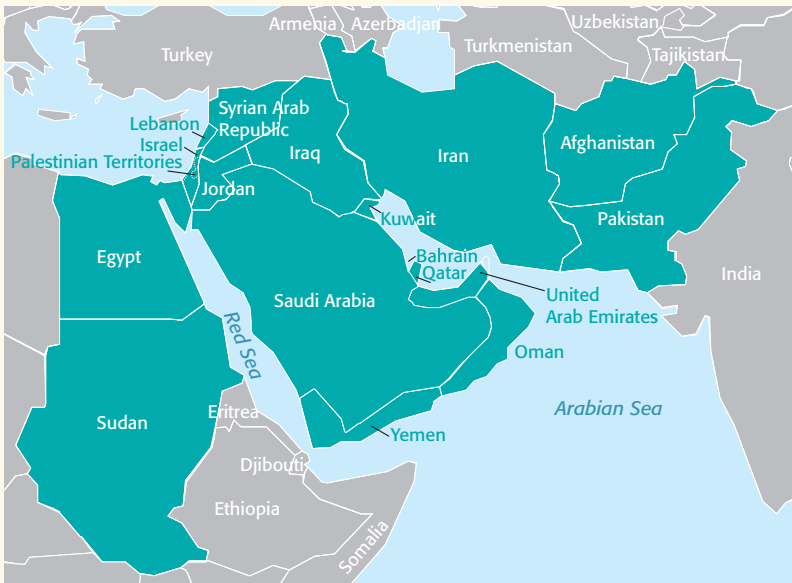 Armenia
Azerbadjan
Uzbekistan
Turkey
Turkmenistan
Tajikistan
Syrian Arab
Republic
Lebanon
Israel
Palestinian Territories
Iraq
Iran
Afghanistan
Jordan
Kuwait
Pakistan
Egypt
Bahrain
Qatar
India
Saudi Arabia
United
Arab Emirates
Red Sea
Oman
Arabian Sea
Sudan
Eritrea
Yemen
Djibouti
Ethiopia
Somalia